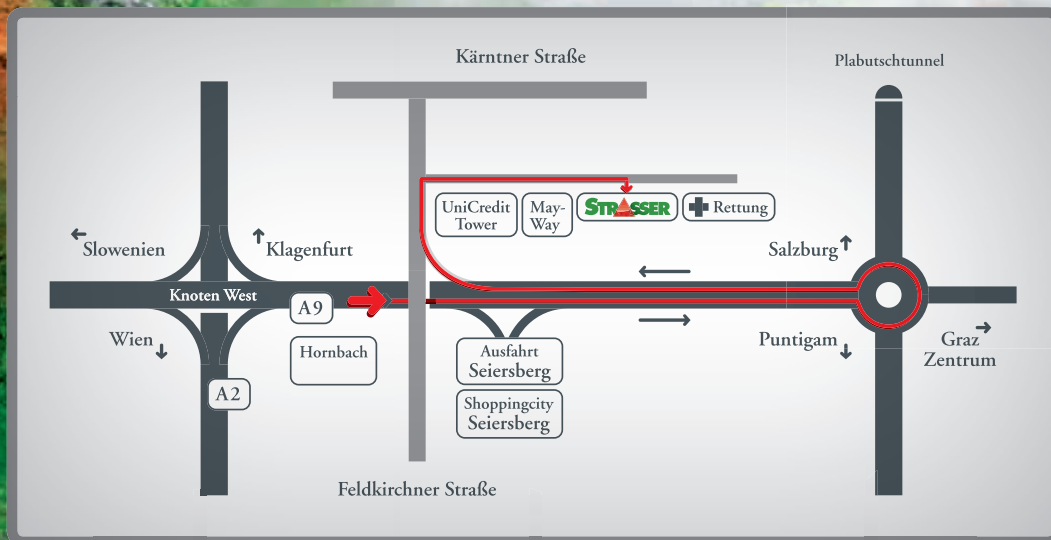 Kärntner Straße
Plabutschtunnel
UniCredit
Tower
May-
Way
STRASSER
Rettung
Slowenien
Klagenfurt
Salzburg
Knoten West
A9
Wien
Hornbach
Ausfahrt
Seiersberg
Puntigam
Graz
Zentrum
A2
Shoppingcity
Seiersberg
Feldkirchner Straße